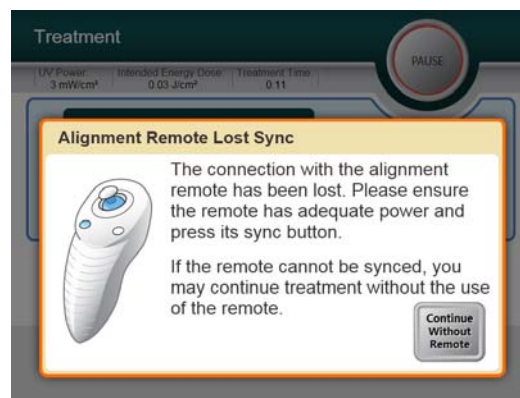 Treatment
PAUSE
UV Power: Intended Energy Dose: Treatment Time:
3 mW/cm² 0.03 J/cm² 0:11
Alignment Remote Lost Sync
The connection with the alignment
remote has been lost. Please ensure
the remote has adequate power and
press its sync button.
If the remote cannot be synced, you
may continue treatment without the use
of the remote.
Continue
Without
Remote